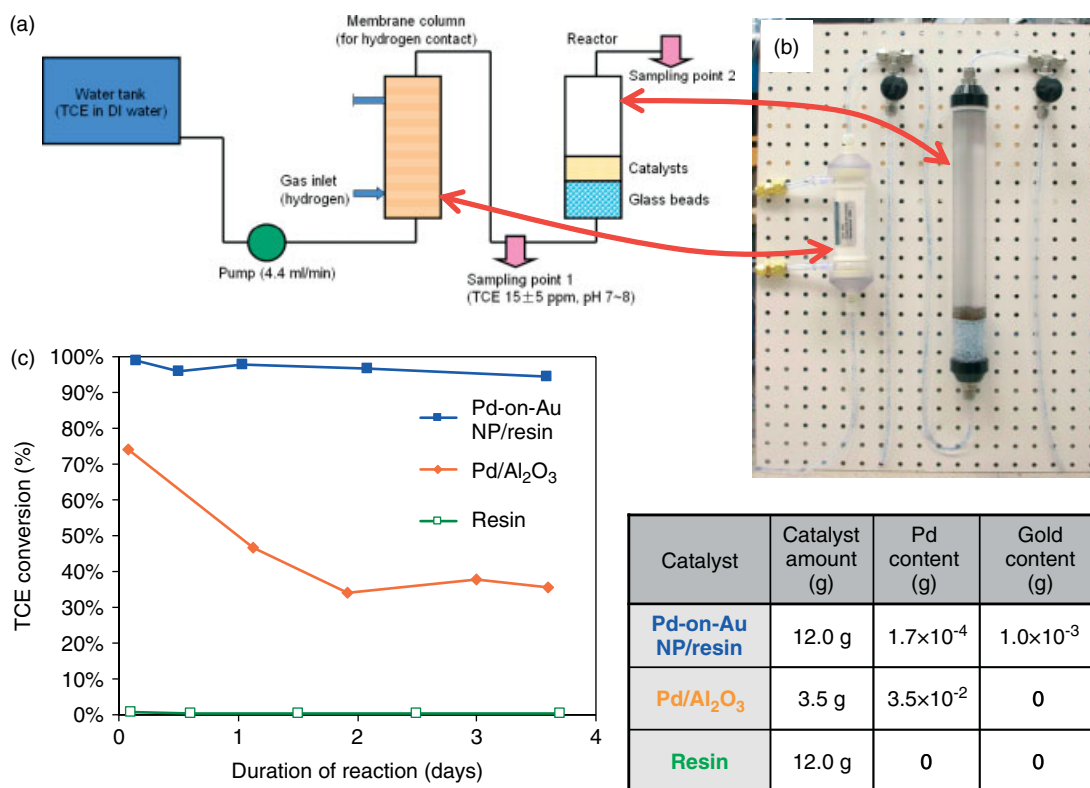 (a)
Membrane column
(for hydrogen contact)
Reactor
Sampling point 2
Water tank
(TCE in DI water)
Gas inlet
(hydrogen)
Catalysts
Glass beads
Pump (4.4 ml/min)
Sampling point 1
(TCE 15±5 ppm, pH 7~8)
(b)
(c)
100%
90%
80%
70%
60%
50%
40%
30%
20%
10%
0%
TCE conversion (%)
Pd-on-Au
NP/resin
Pd/Al₂O₃
Resin
0 1 2 3 4
Duration of reaction (days)
Catalyst Catalyst amount (g) Pd content (g) Gold content (g)
Pd-on-Au NP/resin 12.0 g 1.7×10⁻⁴ 1.0×10⁻³
Pd/Al₂O₃ 3.5 g 3.5×10⁻² 0
Resin 12.0 g 0 0